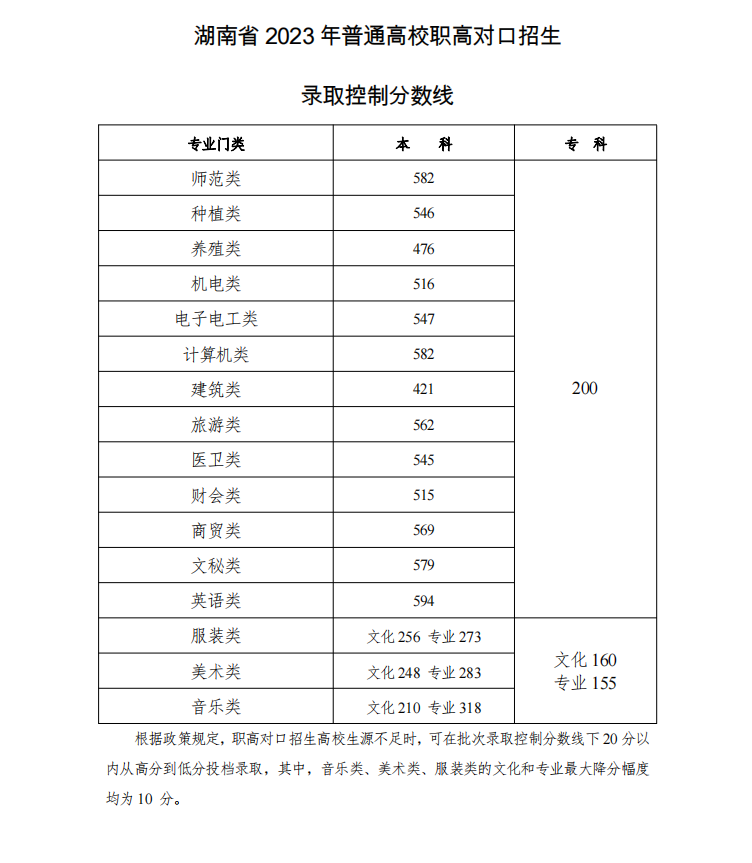 湖南省 2023 年普通高校职高对口招生
录取控制分数线
专业门类 本 科 专 科
师范类 582
种植类 546
养殖类 476
机电类 516
电子电工类 547
计算机类 582
建筑类 421
200
旅游类 562
医卫类 545
财会类 515
商贸类 569
文秘类 579
英语类 594
服装类 文化 256 专业 273
美术类 文化 248 专业 283
音乐类 文化 210 专业 318
文化 160
专业 155
根据政策规定，职高对口招生高校生源不足时，可在批次录取控制分数线下 20 分以
内从高分到低分投档录取，其中，音乐类、美术类、服装类的文化和专业最大降分幅度
均为 10 分。